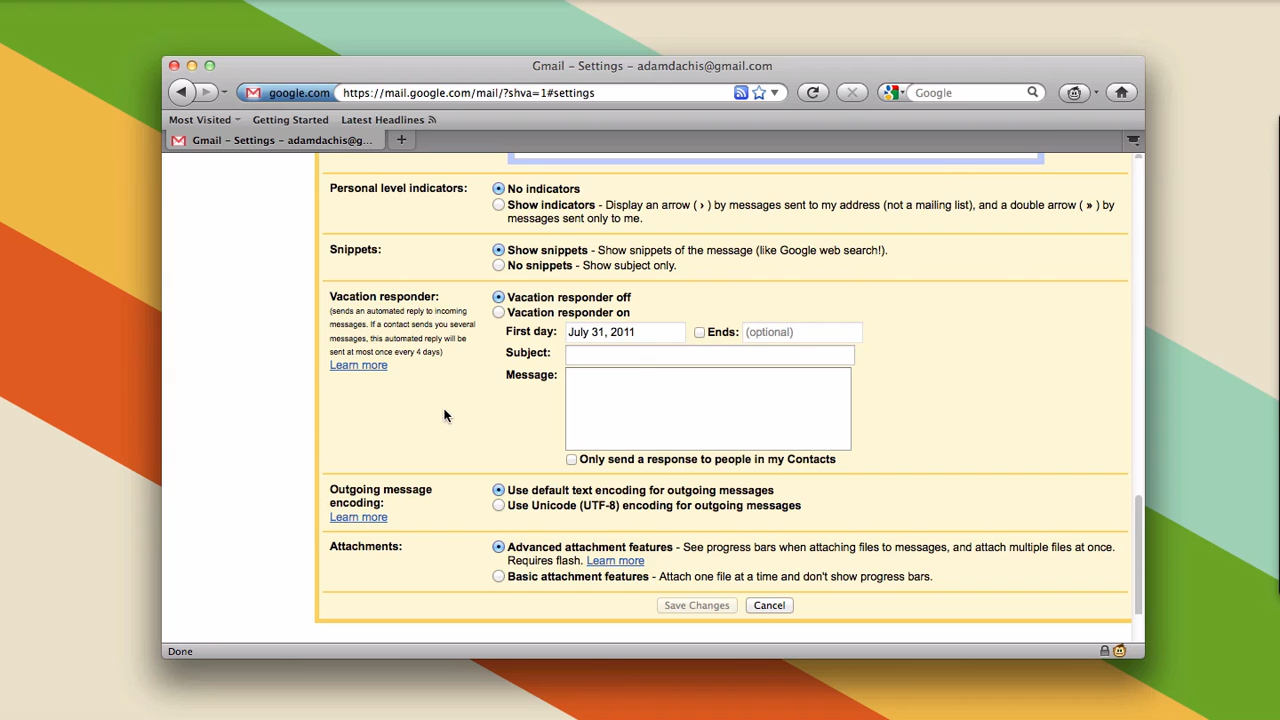 Gmail – Settings – adamdachis@gmail.com
google.com https://mail.google.com/mail/?shva=1#settings Google
Most Visited Getting Started Latest Headlines
Gmail – Settings – adamdachis@g... +
Personal level indicators: No indicators
Show indicators - Display an arrow ( › ) by messages sent to my address (not a mailing list), and a double arrow ( » ) by
messages sent only to me.
Snippets: Show snippets - Show snippets of the message (like Google web search!).
No snippets - Show subject only.
Vacation responder: Vacation responder off
(sends an automated reply to incoming Vacation responder on
messages. If a contact sends you several First day: July 31, 2011 Ends: (optional)
this automated reply will be Subject:
sent at most once every 4 days)
Learn more Message:
Only send a response to people in my Contacts
Outgoing message Use default text encoding for outgoing messages
encoding: Use Unicode (UTF-8) encoding for outgoing messages
Learn more
Attachments: Advanced attachment features - See progress bars when attaching files to messages, and attach multiple files at once.
Requires flash. Learn more
Basic attachment features - Attach one file at a time and don't show progress bars.
Save Changes Cancel
Done